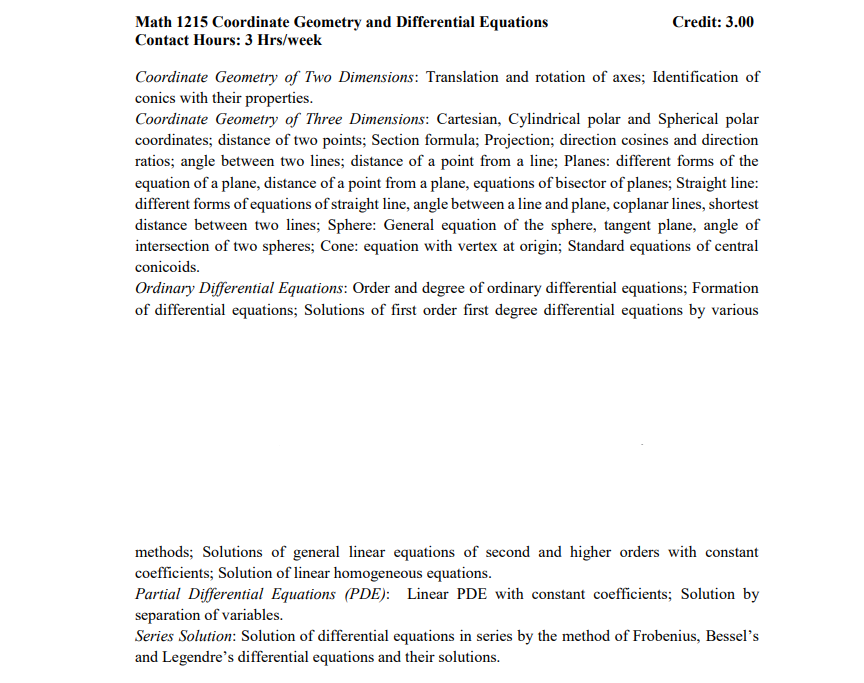 Math 1215 Coordinate Geometry and Differential Equations Credit: 3.00
Contact Hours: 3 Hrs/week
Coordinate Geometry of Two Dimensions: Translation and rotation of axes; Identification of
conics with their properties.
Coordinate Geometry of Three Dimensions: Cartesian, Cylindrical polar and Spherical polar
coordinates; distance of two points; Section formula; Projection; direction cosines and direction
ratios; angle between two lines; distance of a point from a line; Planes: different forms of the
equation of a plane, distance of a point from a plane, equations of bisector of planes; Straight line:
different forms of equations of straight line, angle between a line and plane, coplanar lines, shortest
distance between two lines; Sphere: General equation of the sphere, tangent plane, angle of
intersection of two spheres; Cone: equation with vertex at origin; Standard equations of central
conicoids.
Ordinary Differential Equations: Order and degree of ordinary differential equations; Formation
of differential equations; Solutions of first order first degree differential equations by various
methods; Solutions of general linear equations of second and higher orders with constant
coefficients; Solution of linear homogeneous equations.
Partial Differential Equations (PDE): Linear PDE with constant coefficients; Solution by
separation of variables.
Series Solution: Solution of differential equations in series by the method of Frobenius, Bessel's
and Legendre's differential equations and their solutions.